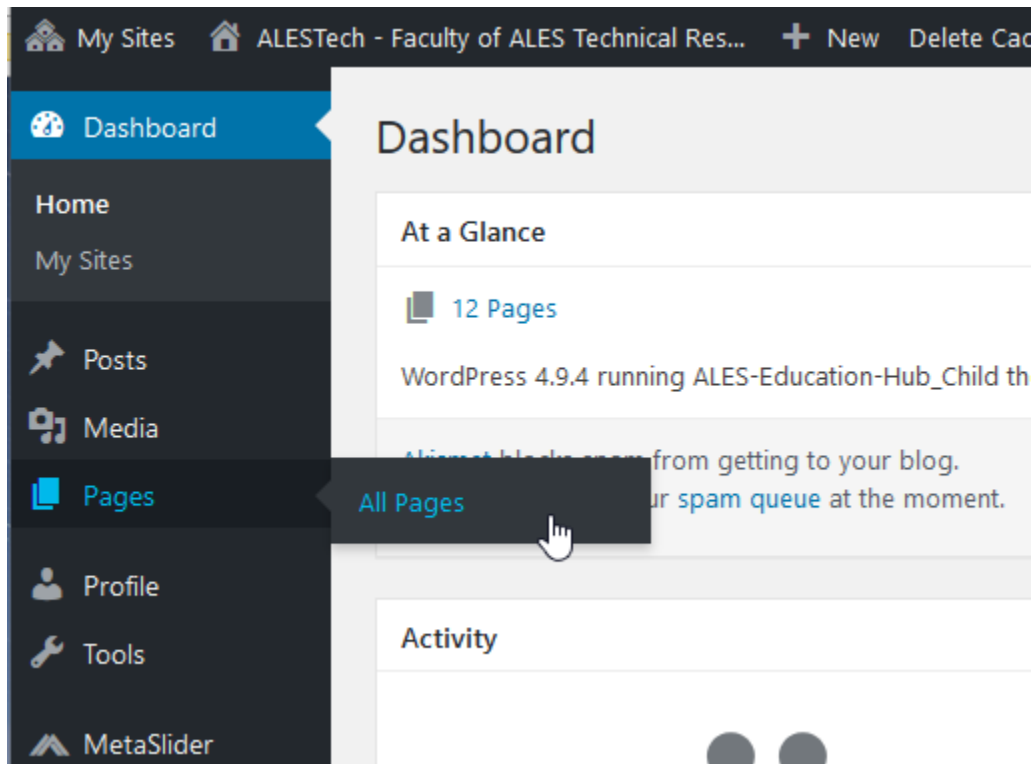 My Sites ALESTech - Faculty of ALES Technical Res... New Delete Cac
Dashboard
Home
My Sites
Posts
Media
Pages
All Pages
Profile
Tools
MetaSlider
Dashboard
At a Glance
12 Pages
WordPress 4.9.4 running ALES-Education-Hub_Child th
from getting to your blog.
ur spam queue at the moment.
Activity